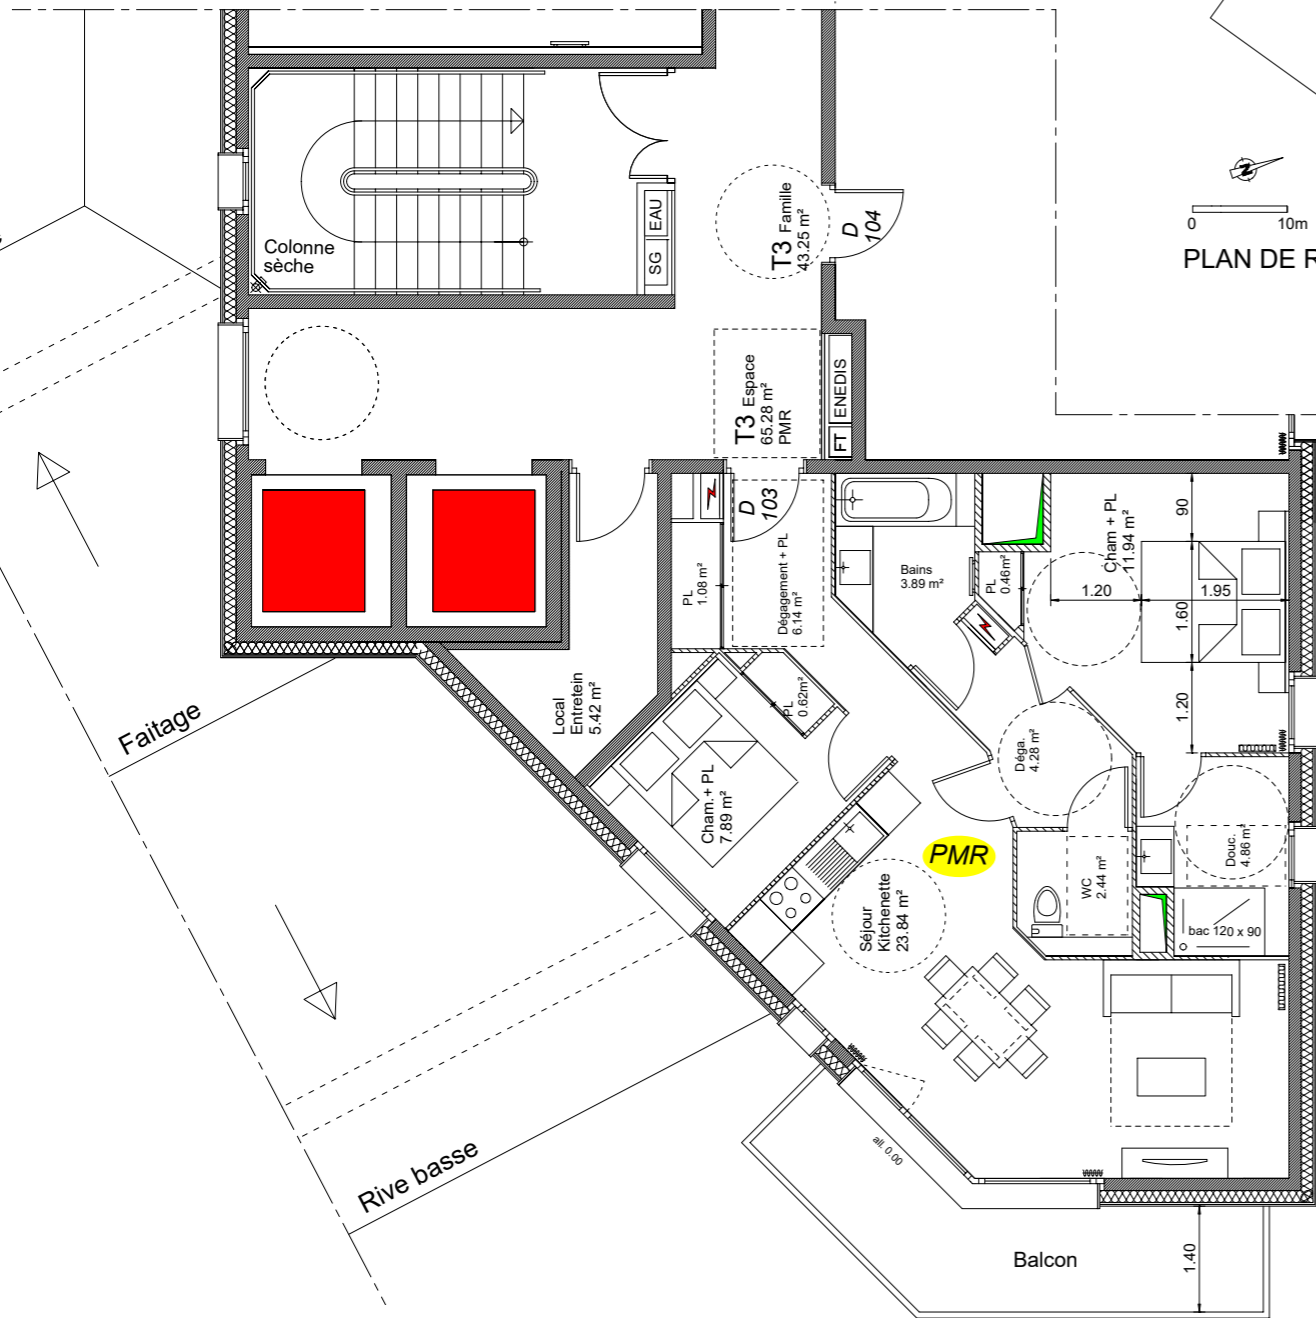 Colonne
sèche
EAU
SG
T3 Famille
43.25 m²
D
104
N
0 10m
PLAN DE R
T3 Espace
65.28 m²
PMR
ENEDIS
FT
D
103
PL
1.08 m²
Dégagement + PL
6.14 m²
Bains
3.89 m²
PL
0.46m²
Cham + PL
11.94 m²
90
1.20
1.95
1.60
1.20
Local
Entretein
5.42 m²
PL
0.62m²
Cham.+ PL
7.89 m²
Déga.
4.28 m²
Faitage
PMR
WC
2.44 m²
Douc.
4.86 m²
bac 120 x 90
Séjour
Kitchenette
23.84 m²
all. 0.00
Rive basse
Balcon
1.40